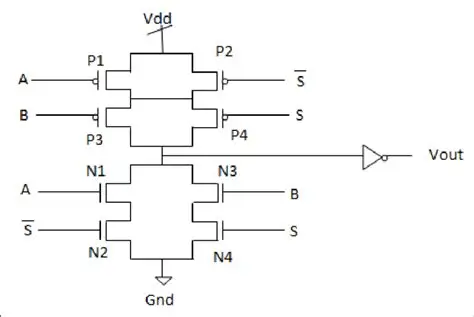 Vdd
P1 P2
A S̅
B S
P3 P4
Vout
N1 N3
A B
S̅ S
N2 N4
Gnd